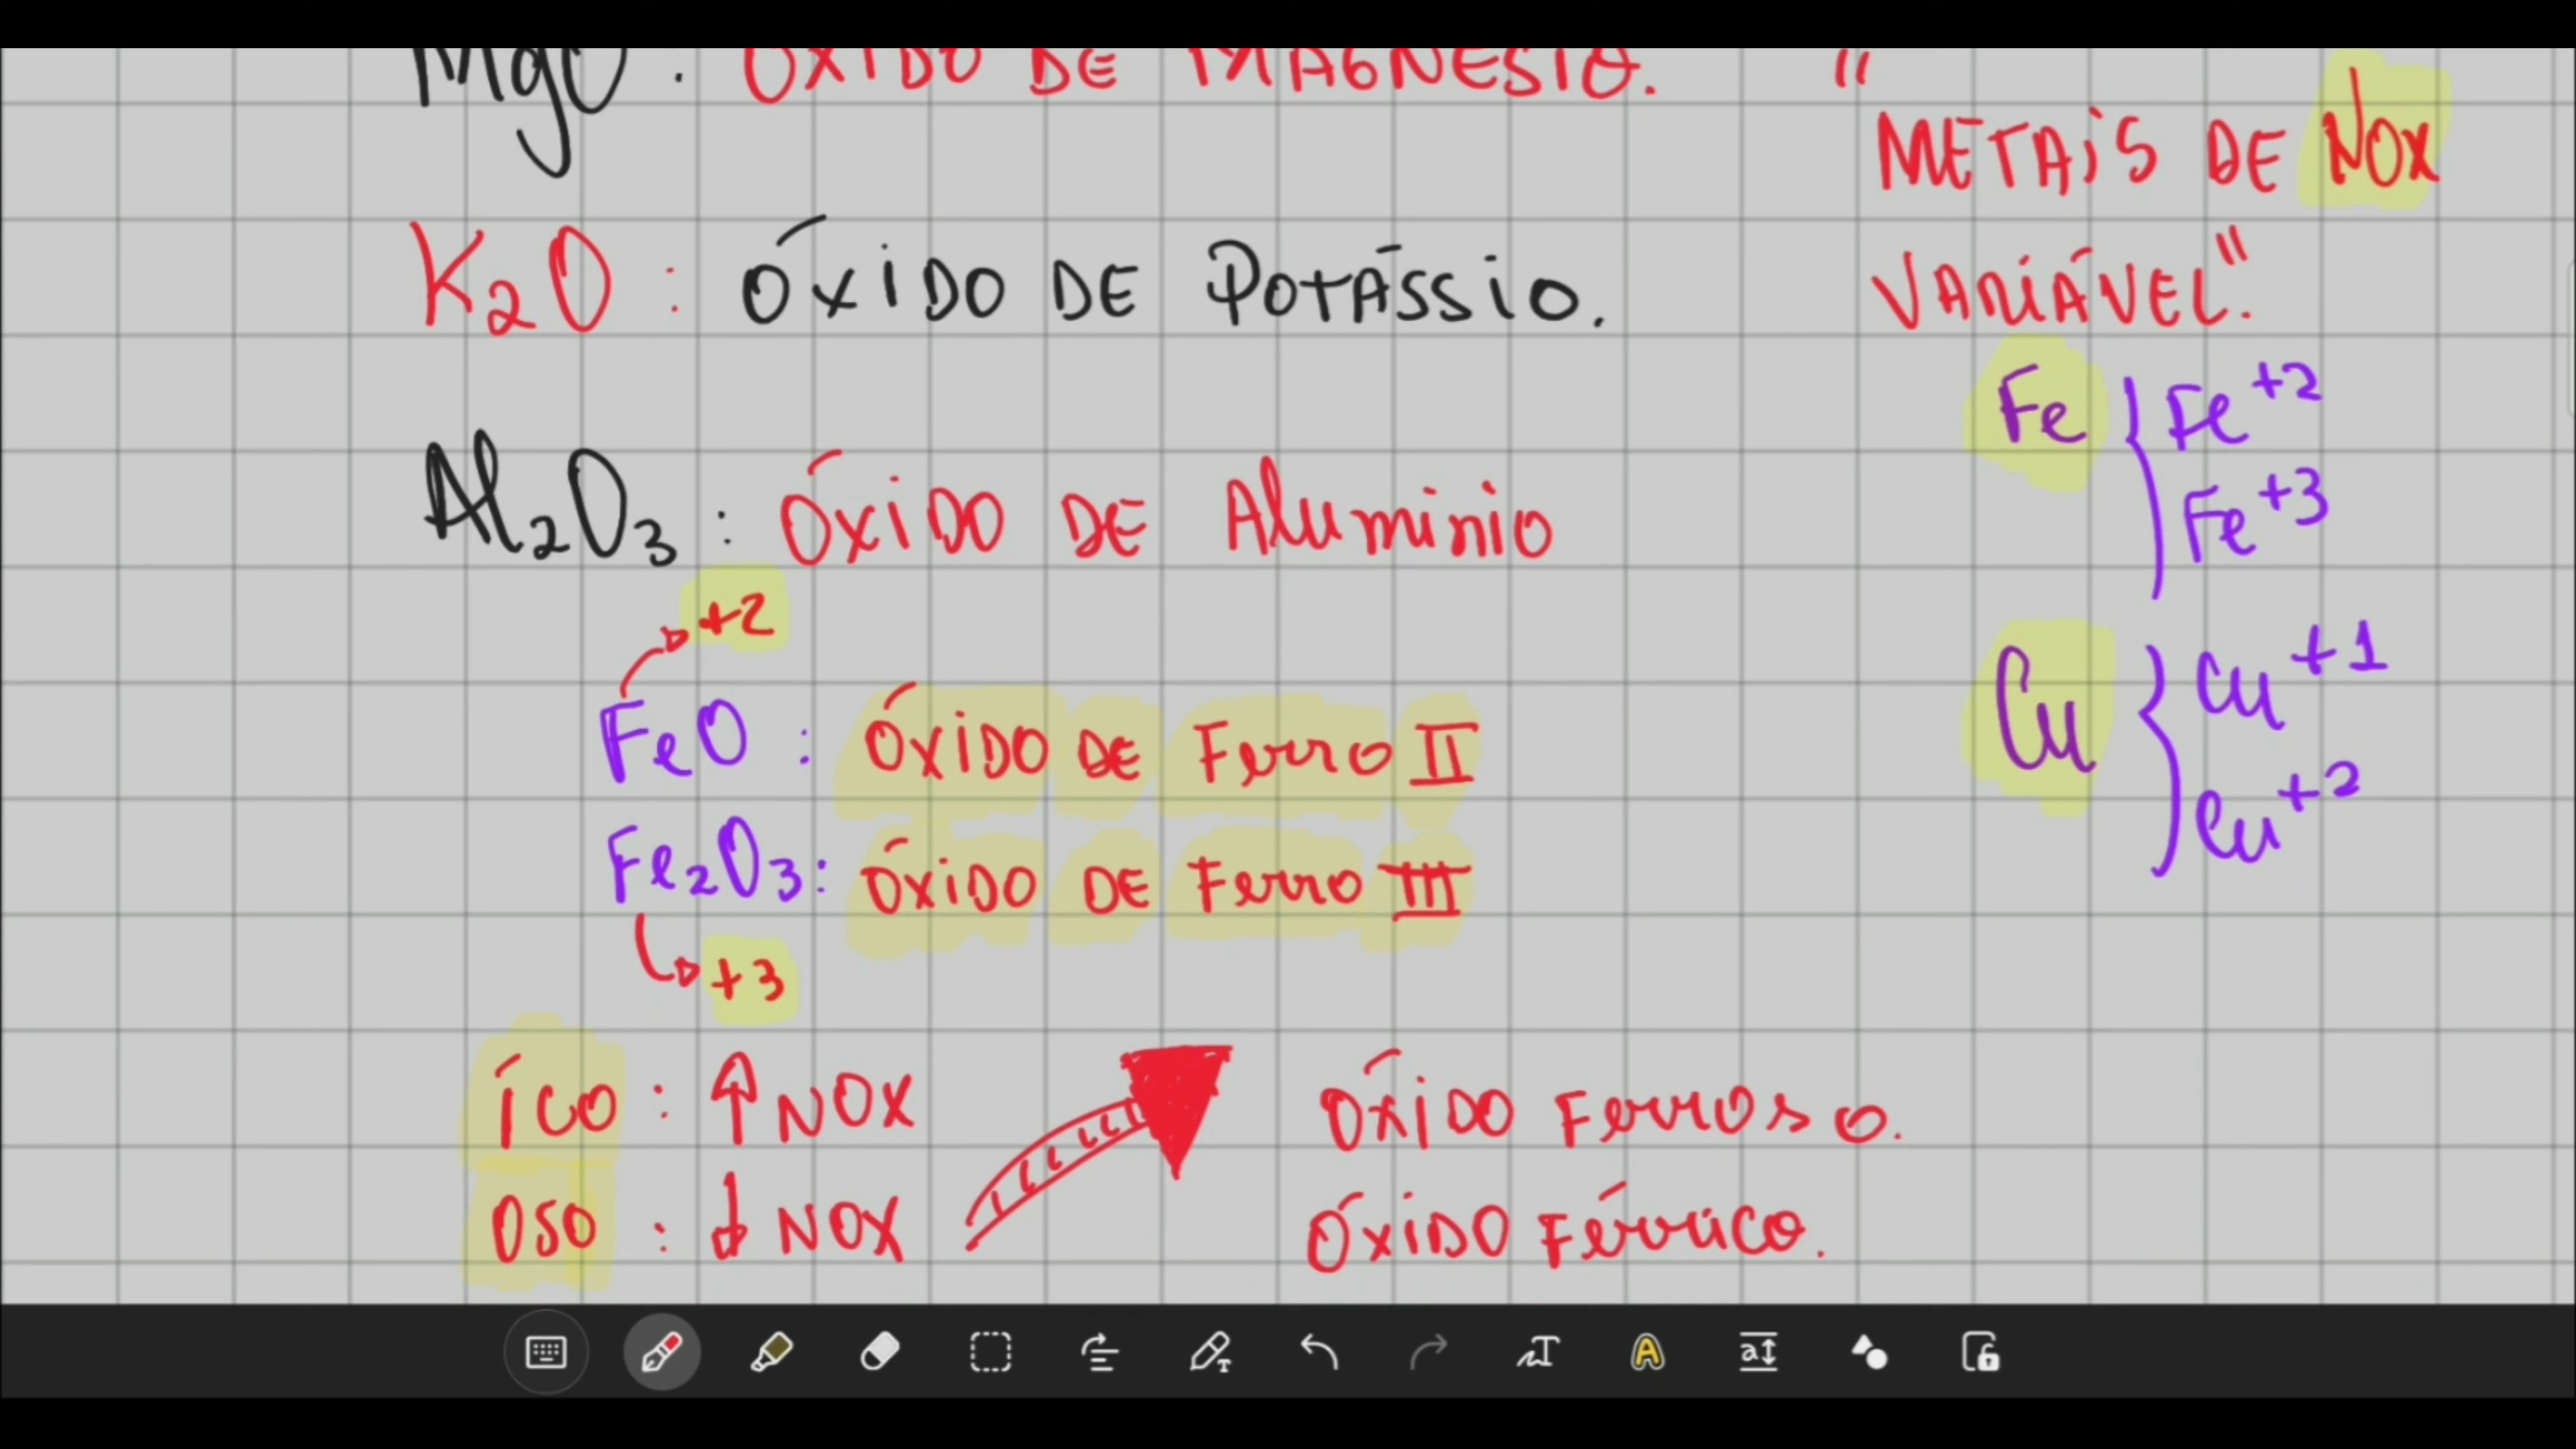 MgO : ÓXIDO DE MAGNÉSIO.
K₂O : ÓXIDO DE POTÁSSIO.
Al₂O₃ : ÓXIDO DE Aluminio
+2
FeO : ÓXIDO DE Ferro II
Fe₂O₃ : ÓXIDO DE Ferro III
+3
ÍCO : ↑ NOX
OSO : ↓ NOX
ÓXIDO Ferroso.
ÓXIDO Férrico.
"
METAiS DE NOX
VARIÁVEL".
Fe { Fe⁺²
Fe⁺³
Cu { Cu⁺¹
Cu⁺²